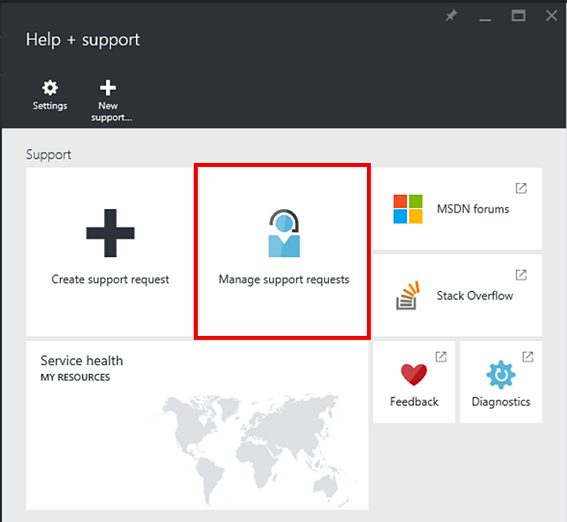 Help + support
Settings
New
support...
Support
Create support request
Manage support requests
MSDN forums
Stack Overflow
Service health
MY RESOURCES
Feedback
Diagnostics